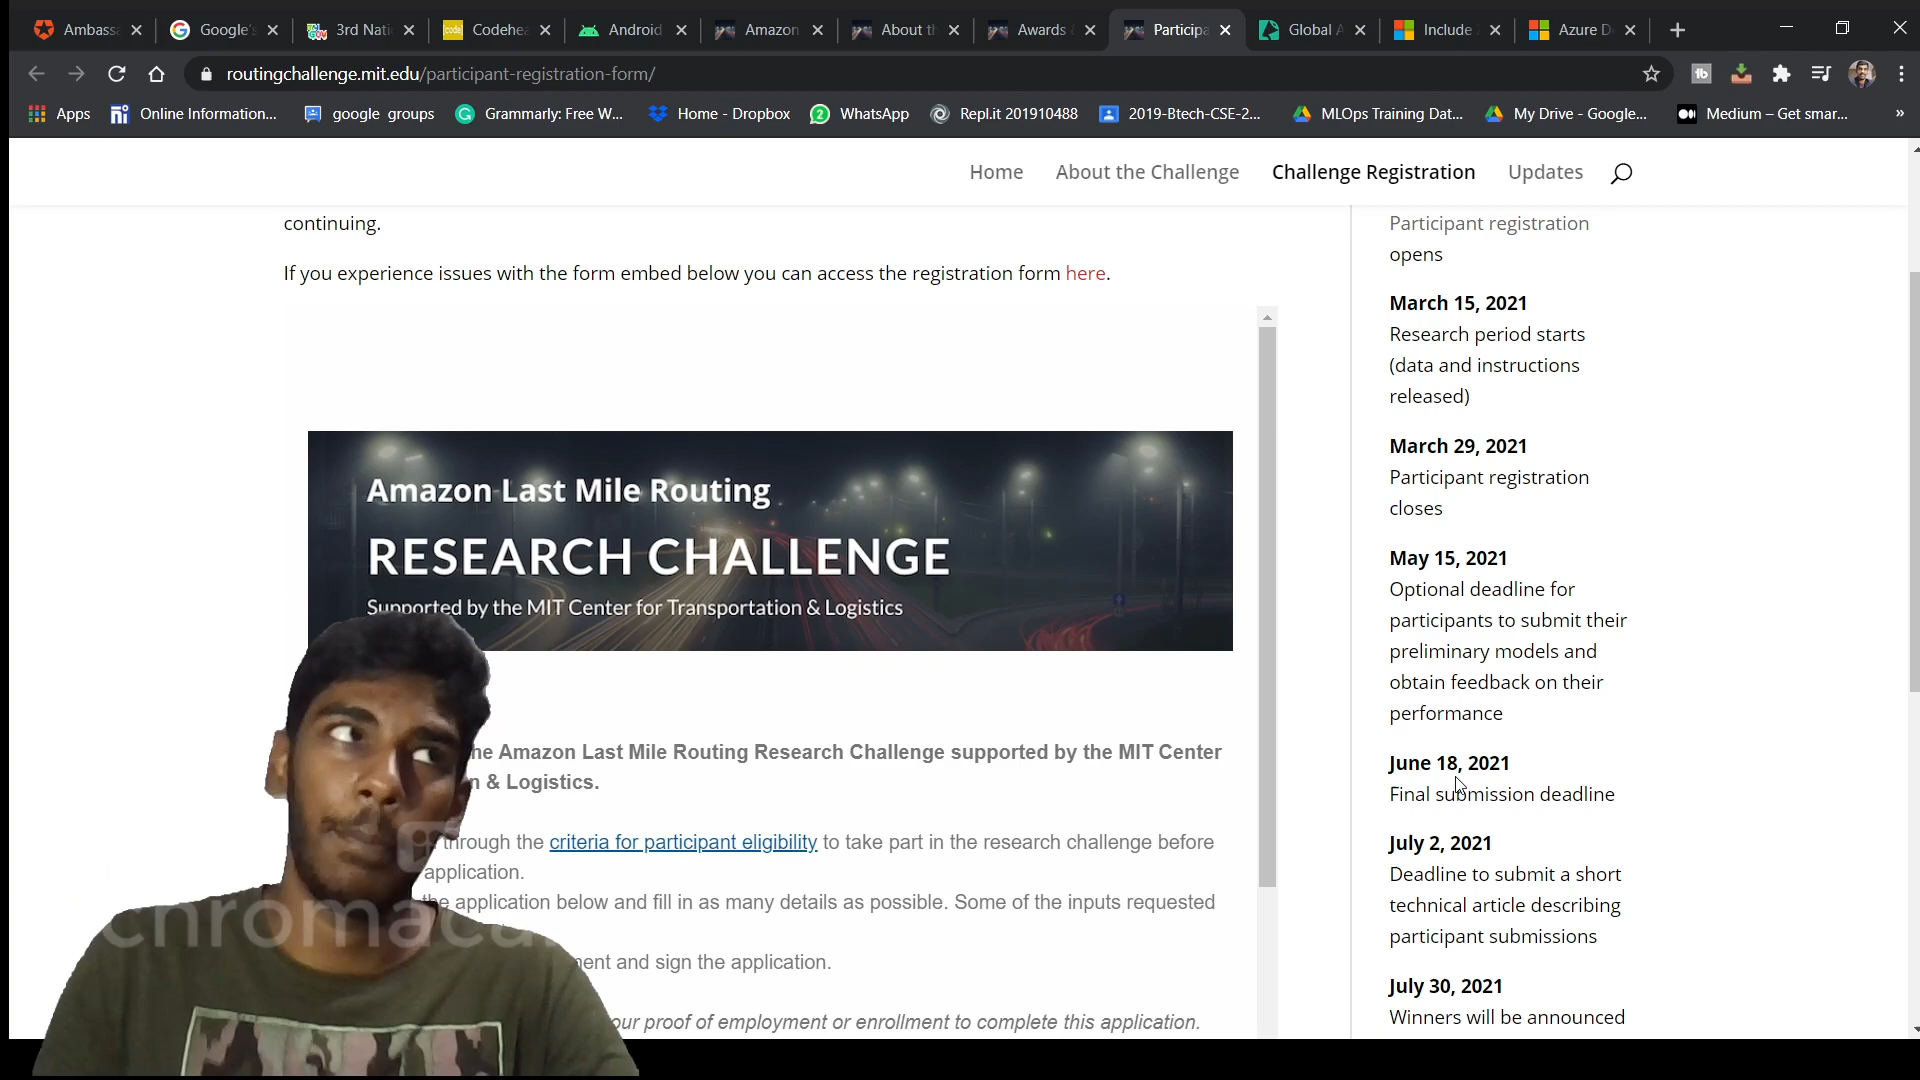 Ambass
Google's
3rd Nati
Codehe
Android
Amazon
About th
Awards
Participa
Global A
Include
Azure D
routingchallenge.mit.edu/participant-registration-form/
Apps
Online Information...
google groups
Grammarly: Free W...
Home - Dropbox
WhatsApp
Repl.it 201910488
2019-Btech-CSE-2...
MLOps Training Dat...
My Drive - Google...
Medium – Get smar...
»
Home
About the Challenge
Challenge Registration
Updates
continuing.
If you experience issues with the form embed below you can access the registration form here.
Amazon Last Mile Routing
RESEARCH CHALLENGE
Supported by the MIT Center for Transportation & Logistics
he Amazon Last Mile Routing Research Challenge supported by the MIT Center
n & Logistics.
through the criteria for participant eligibility to take part in the research challenge before
application.
the application below and fill in as many details as possible. Some of the inputs requested
ent and sign the application.
our proof of employment or enrollment to complete this application.
Participant registration
opens
March 15, 2021
Research period starts
(data and instructions
released)
March 29, 2021
Participant registration
closes
May 15, 2021
Optional deadline for
participants to submit their
preliminary models and
obtain feedback on their
performance
June 18, 2021
Final submission deadline
July 2, 2021
Deadline to submit a short
technical article describing
participant submissions
July 30, 2021
Winners will be announced
chromaca